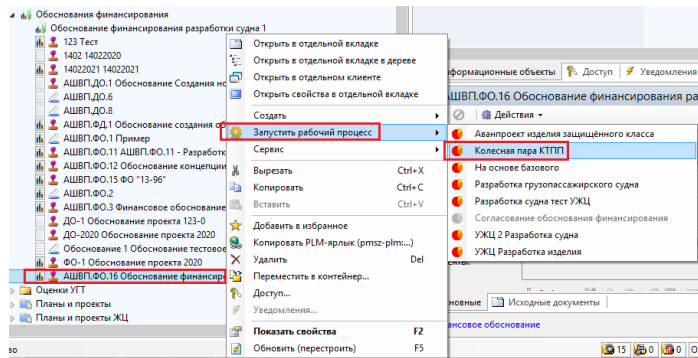 Обоснования финансирования
Обоснование финансирования разработки судна 1
123 Тест
1402 14022020
14022021 14022021
АШВП.ДО.1 Обоснование Создания но
АШВП.ДО.6
АШВП.ДО.8
АШВП.ФД.1 Обоснование создания об
АШВП.ФО.1 Пример
АШВП.ФО.11 АШВП.ФО.11 - Разработк
АШВП.ФО.12 Обоснование концепции
АШВП.ФО.15 ФО "13-96"
АШВП.ФО.2
АШВП.ФО.3 Финансовое обоснование
ДО-1 Обоснование проекта 123-0
ДО-2020 Обоснование проекта 2020
Обоснование 1 Обоснование тестовое
ФО-1 Обоснование проекта 2020
АШВП.ФО.16 Обоснование финансир
Оценки УГТ
Планы и проекты
Планы и проекты ЖЦ
во
Открыть в отдельной вкладке
Открыть в отдельной вкладке в дереве
Открыть в отдельном клиенте
Открыть свойства в отдельной вкладке
Создать
Запустить рабочий процесс
Сервис
Вырезать Ctrl+X
Копировать Ctrl+C
Вставить Ctrl+V
Добавить в избранное
Копировать PLM-ярлык (pmsz-plm:...)
Удалить Del
Переместить в контейнер...
Доступ...
Уведомления...
Показать свойства F2
Обновить (перестроить) F5
формационные объекты Доступ Уведомления
АШВП.ФО.16 Обоснование финансирования ра
Действия
Аванпроект изделия защищённого класса
Колесная пара КТПП
На основе базового
Разработка грузопассажирского судна
Разработка судна тест УЖЦ
Согласование обоснования финансирования
УЖЦ 2 Разработка судна
УЖЦ Разработка изделия
новные Исходные документы
ансовое обоснование
15 0 0